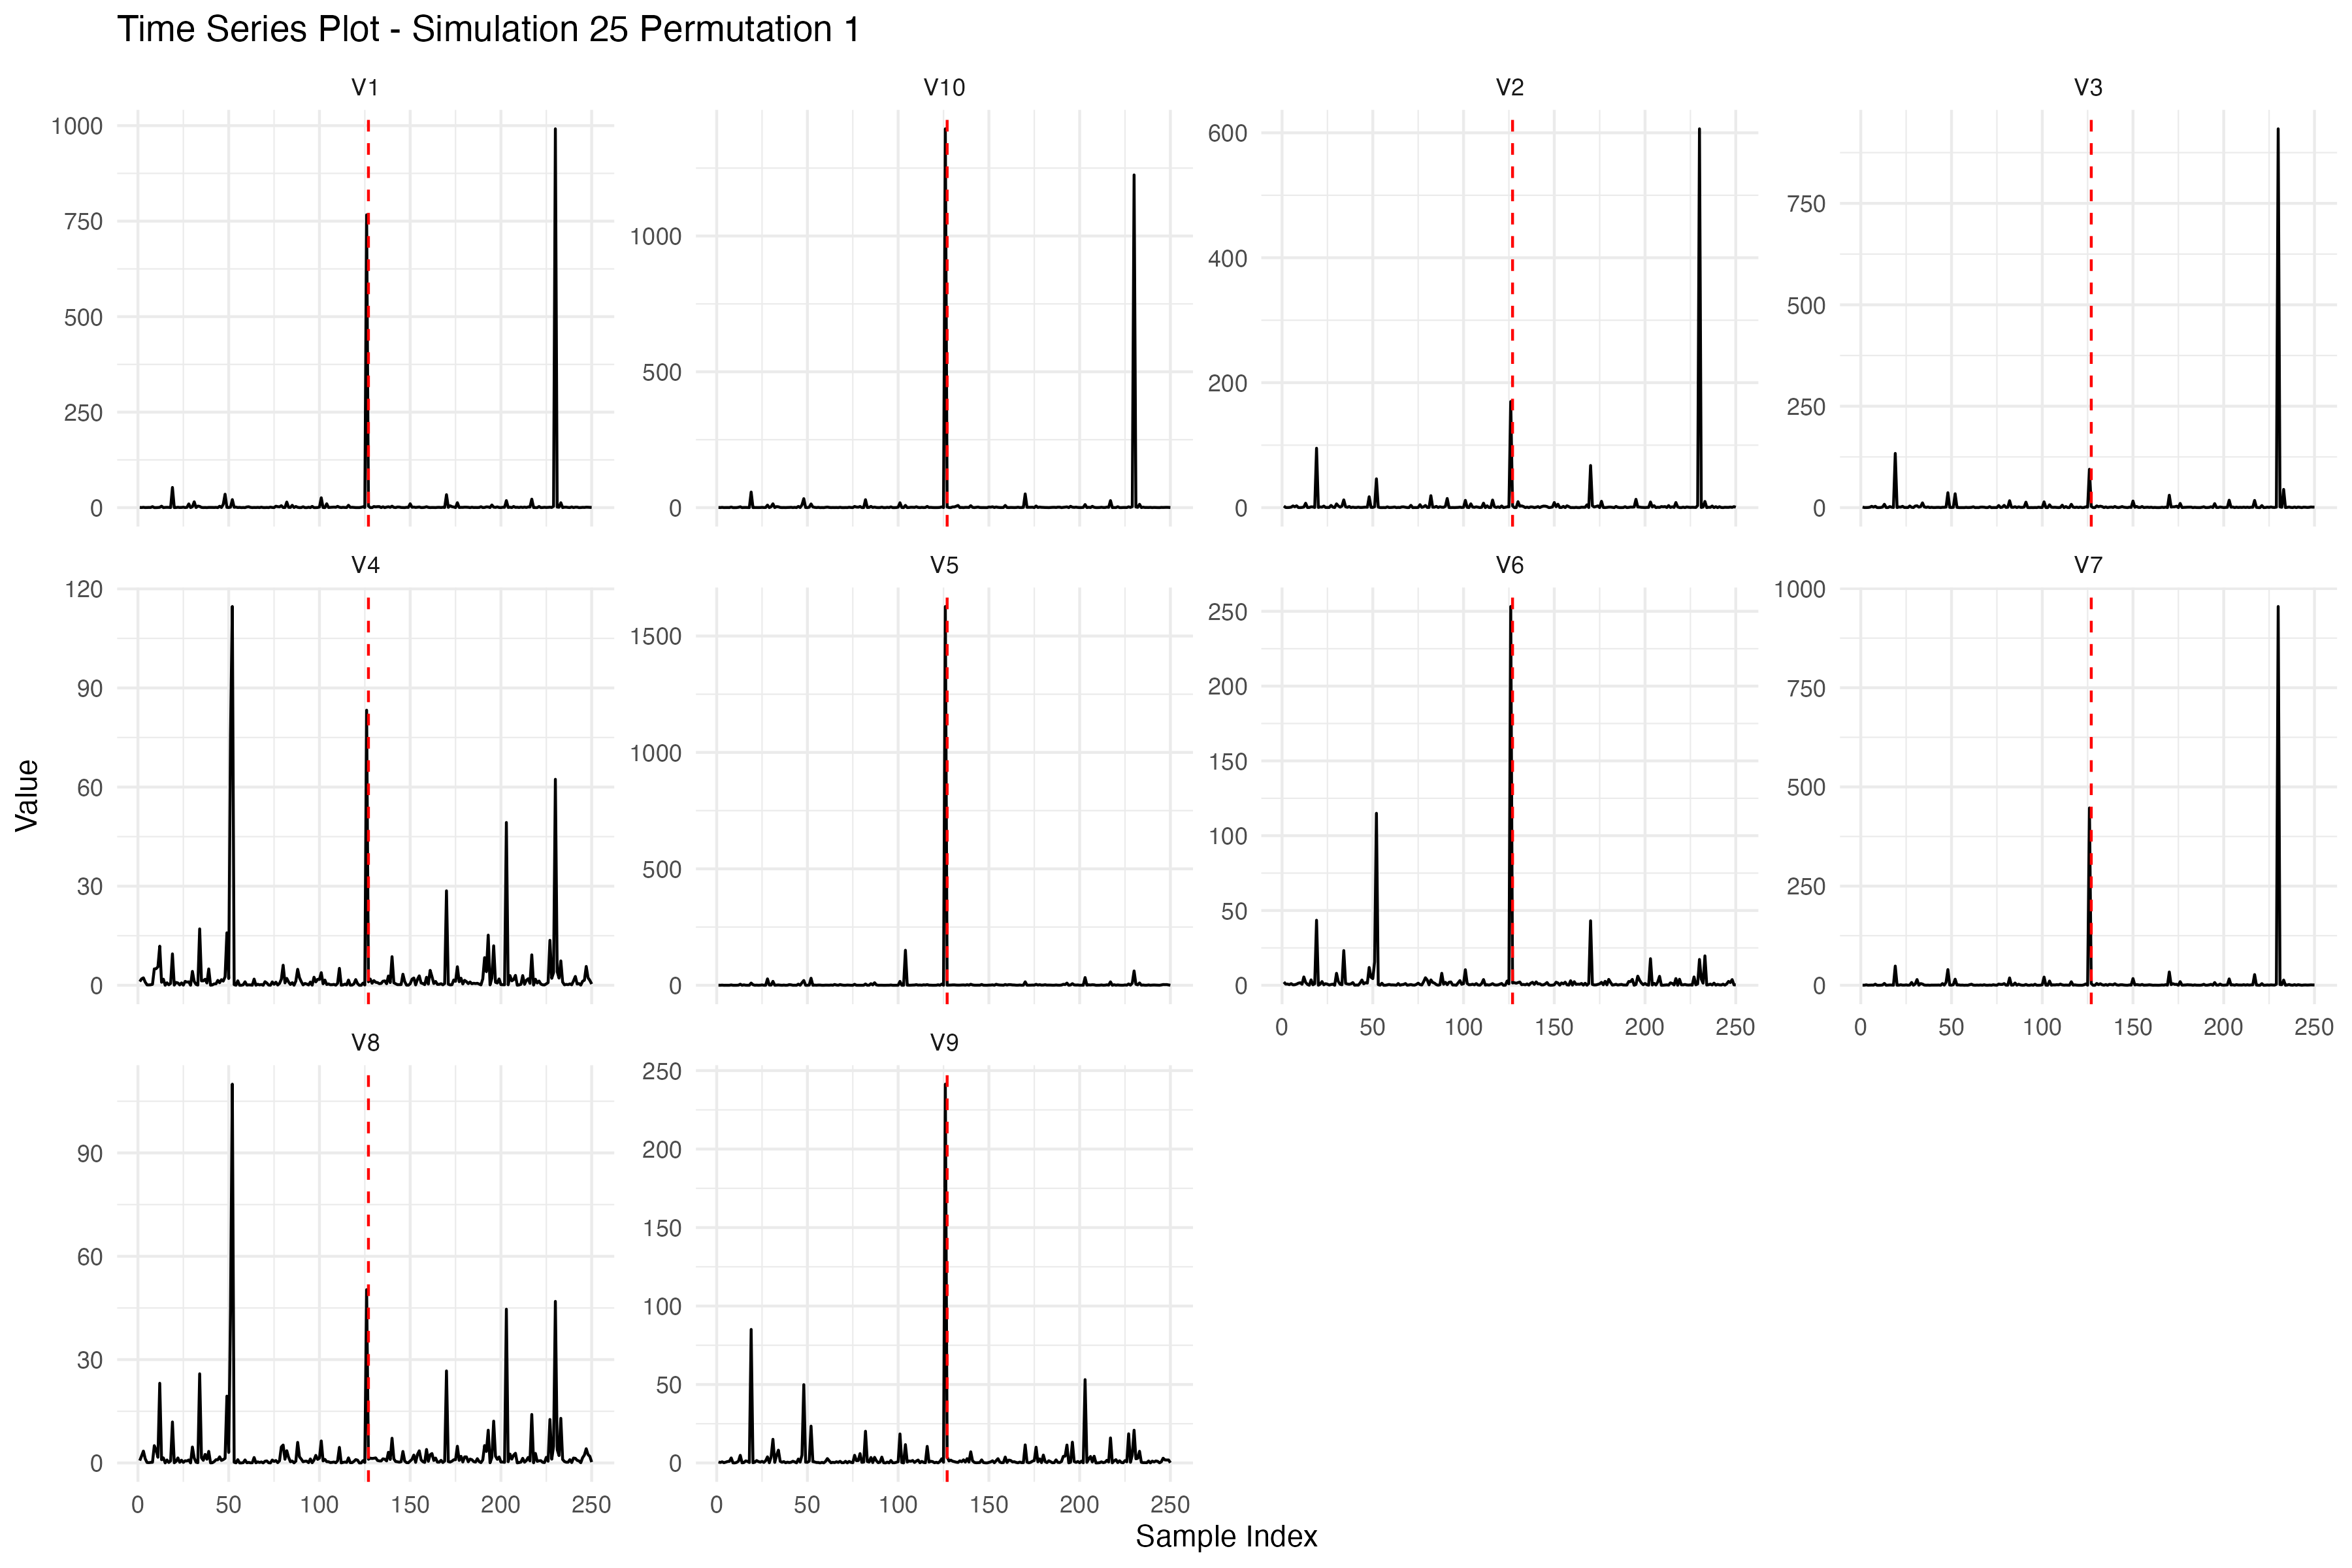 Time Series Plot - Simulation 25 Permutation 1
V1
V10
V2
V3
1000
750
500
250
0
1000
500
0
600
400
200
0
750
500
250
0
V4
V5
V6
V7
120
90
60
30
0
1500
1000
500
0
250
200
150
100
50
0
1000
750
500
250
0
0 50 100 150 200 250
0 50 100 150 200 250
V8
V9
90
60
30
0
250
200
150
100
50
0
0 50 100 150 200 250
0 50 100 150 200 250
Value
Sample Index